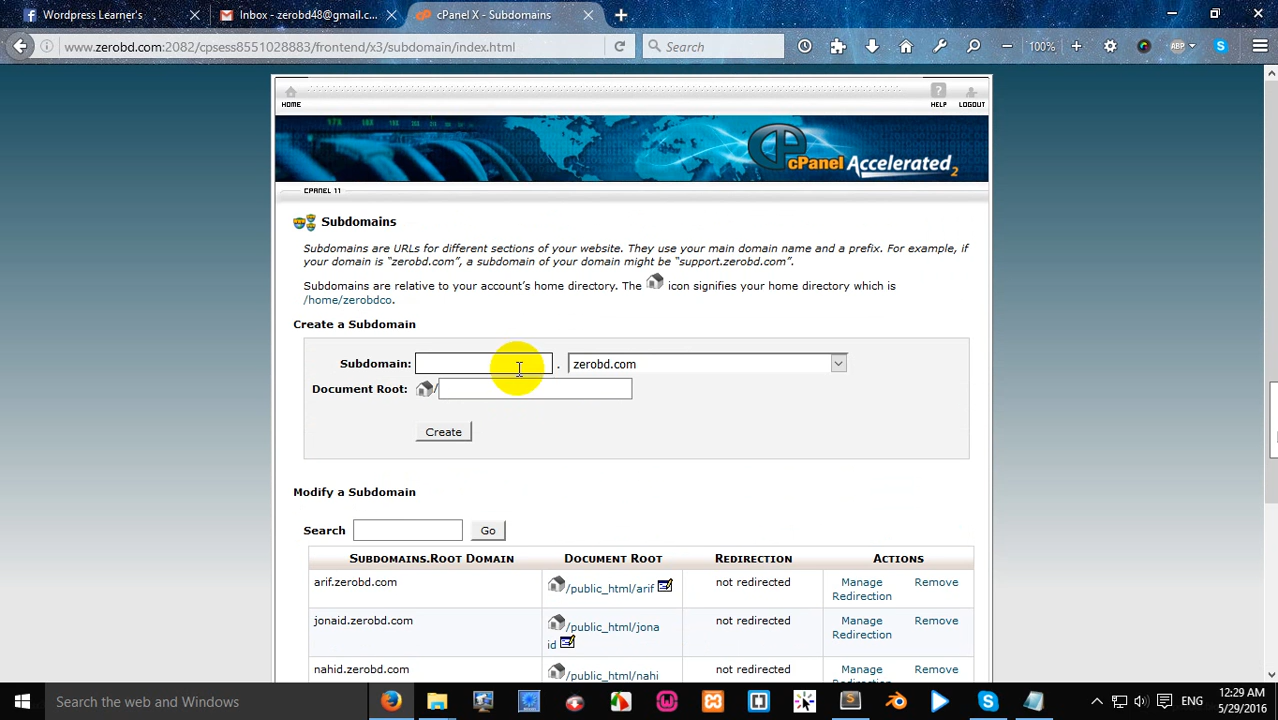 Wordpress Learner's
Inbox - zerobd48@gmail.c...
cPanel X - Subdomains
www.zerobd.com:2082/cpsess8551028883/frontend/x3/subdomain/index.html
Search
100%
ABP
HOME
HELP
LOGOUT
cPanel Accelerated 2
CPANEL 11
Subdomains
Subdomains are URLs for different sections of your website. They use your main domain name and a prefix. For example, if
your domain is “zerobd.com”, a subdomain of your domain might be “support.zerobd.com”.
Subdomains are relative to your account’s home directory. The icon signifies your home directory which is
/home/zerobdco.
Create a Subdomain
Subdomain: . zerobd.com
Document Root: /
Create
Modify a Subdomain
Search Go
SUBDOMAINS.ROOT DOMAIN DOCUMENT ROOT REDIRECTION ACTIONS
arif.zerobd.com /public_html/arif not redirected Manage Redirection Remove
jonaid.zerobd.com /public_html/jona
id not redirected Manage Redirection Remove
nahid.zerobd.com /public_html/nahi not redirected Manage Remove
Search the web and Windows
ENG
12:29 AM
5/29/2016